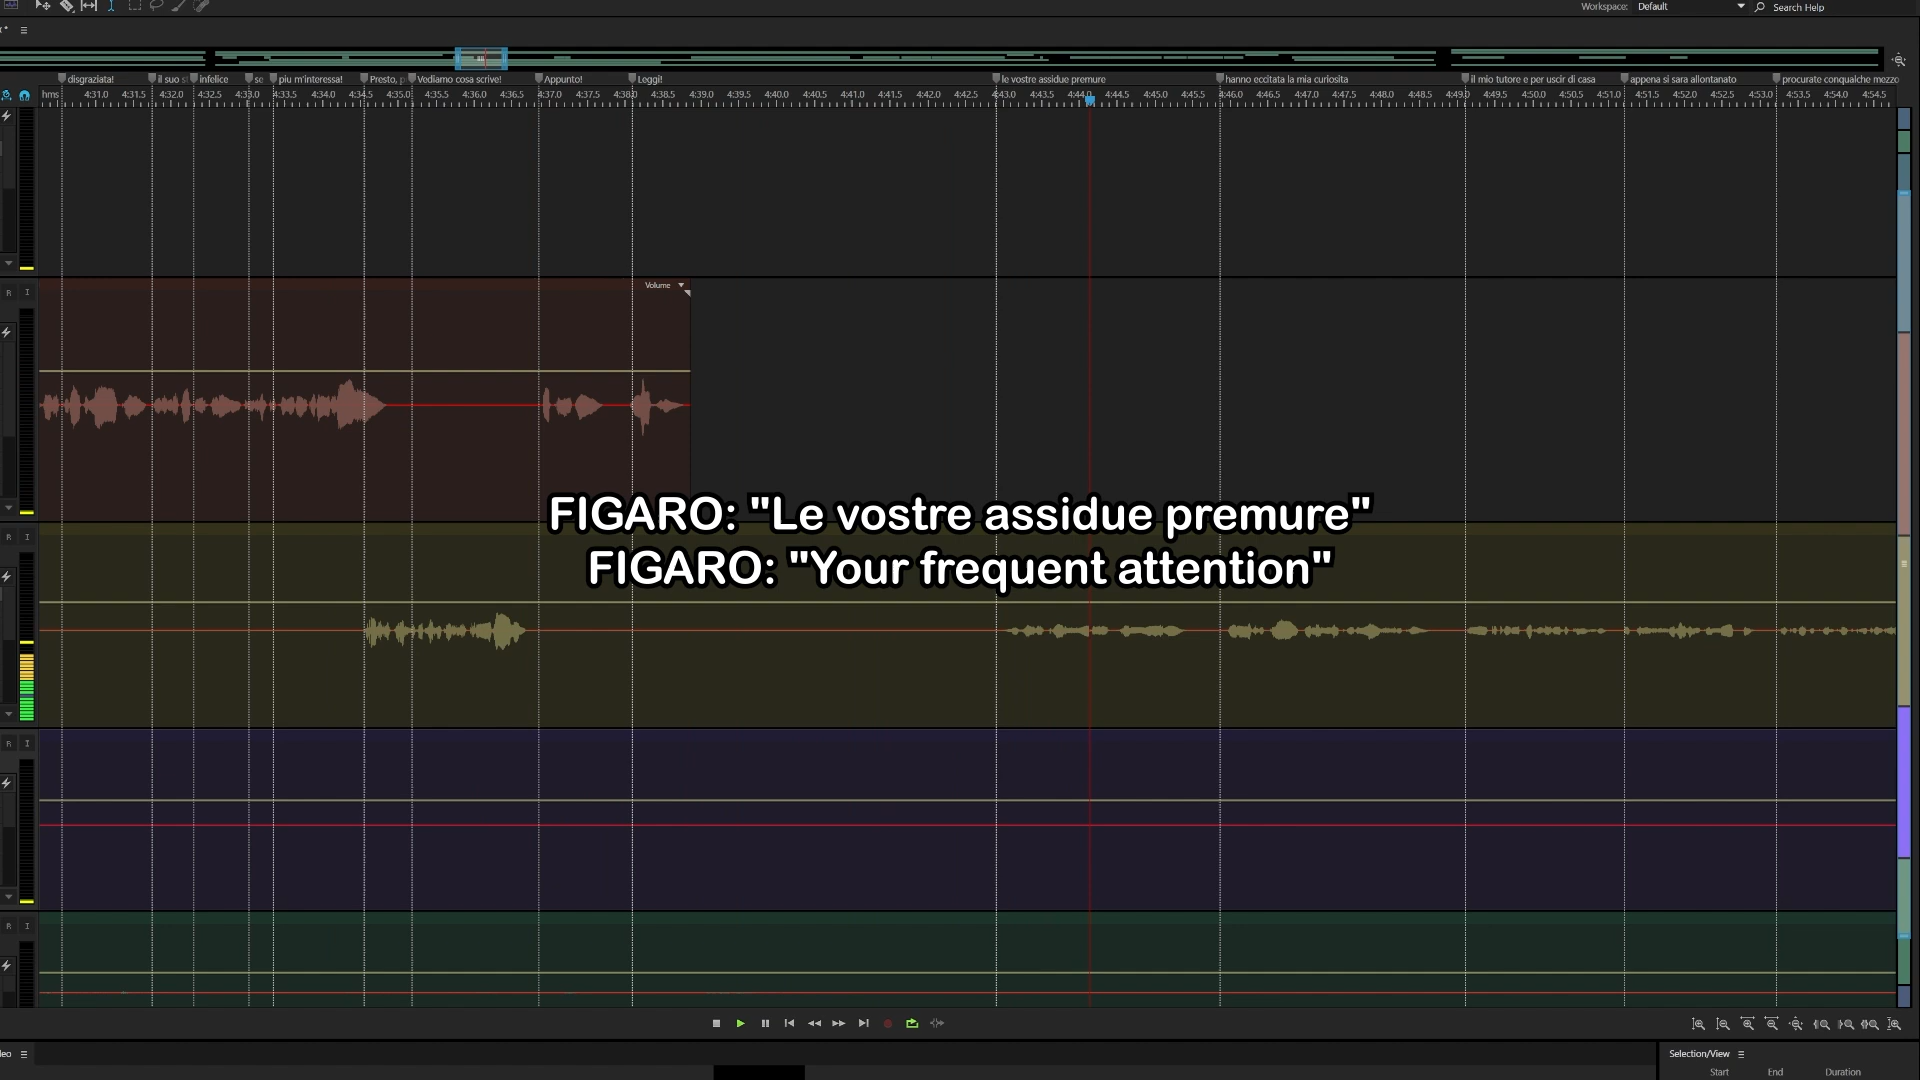 Workspace: Default Search Help
disgraziata! il suo infelice se piu m'interessa! Presto, p Vediamo cosa scrive! Appunto! Leggi! le vostre assidue premure hanno eccitata la mia curiosita il mio tutore e per uscir di casa appena si sara allontanato procurate conqualche mezzo
hms 4:31.0 4:31.5 4:32.0 4:32.5 4:33.0 4:33.5 4:34.0 4:34.5 4:35.0 4:35.5 4:36.0 4:36.5 4:37.0 4:37.5 4:38.0 4:38.5 4:39.0 4:39.5 4:40.0 4:40.5 4:41.0 4:41.5 4:42.0 4:42.5 4:43.0 4:43.5 4:44.0 4:44.5 4:45.0 4:45.5 4:46.0 4:46.5 4:47.0 4:47.5 4:48.0 4:48.5 4:49.0 4:49.5 4:50.0 4:50.5 4:51.0 4:51.5 4:52.0 4:52.5 4:53.0 4:53.5 4:54.0 4:54.5
Volume
R I
FIGARO: "Le vostre assidue premure"
R I
FIGARO: "Your frequent attention"
R I
R I
Selection/View
Start End Duration